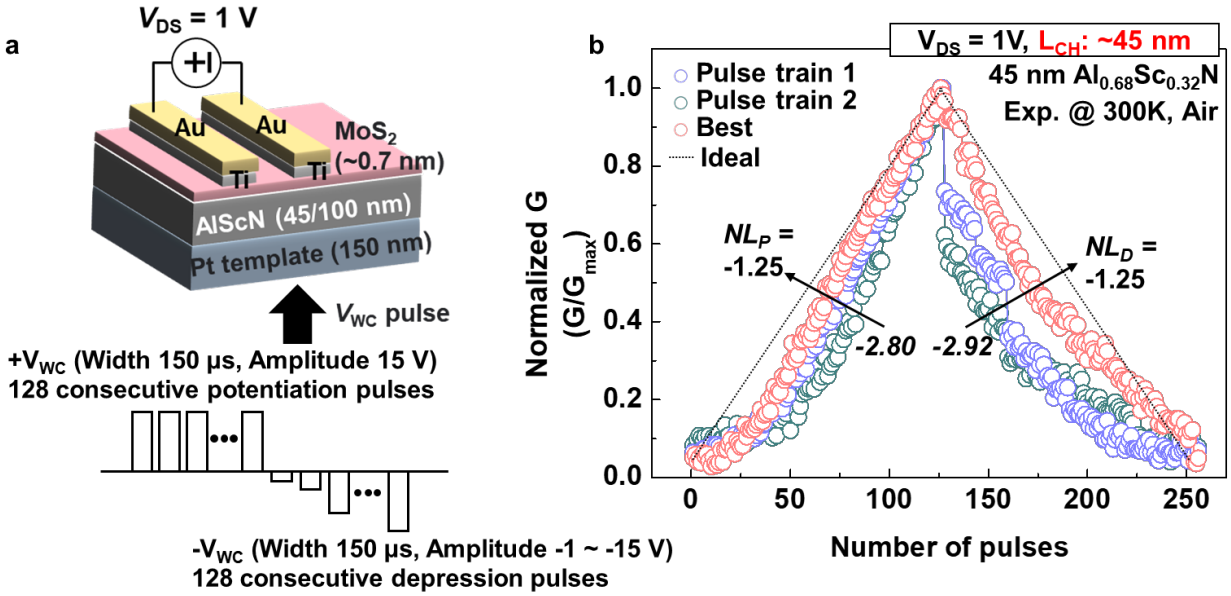 a
V_DS = 1 V
+I
Au
Au
MoS₂
(~0.7 nm)
Ti
Ti
AlScN (45/100 nm)
Pt template (150 nm)
V_WC pulse
+V_WC (Width 150 µs, Amplitude 15 V)
128 consecutive potentiation pulses
•••
•••
-V_WC (Width 150 µs, Amplitude -1 ~ -15 V)
128 consecutive depression pulses
b
V_DS = 1V, L_CH: ~45 nm
45 nm Al₀.₆₈Sc₀.₃₂N
Exp. @ 300K, Air
Pulse train 1
Pulse train 2
Best
Ideal
NL_P =
-1.25
NL_D =
-1.25
-2.80
-2.92
Normalized G
(G/G_max)
1.0
0.8
0.6
0.4
0.2
0.0
0 50 100 150 200 250
Number of pulses